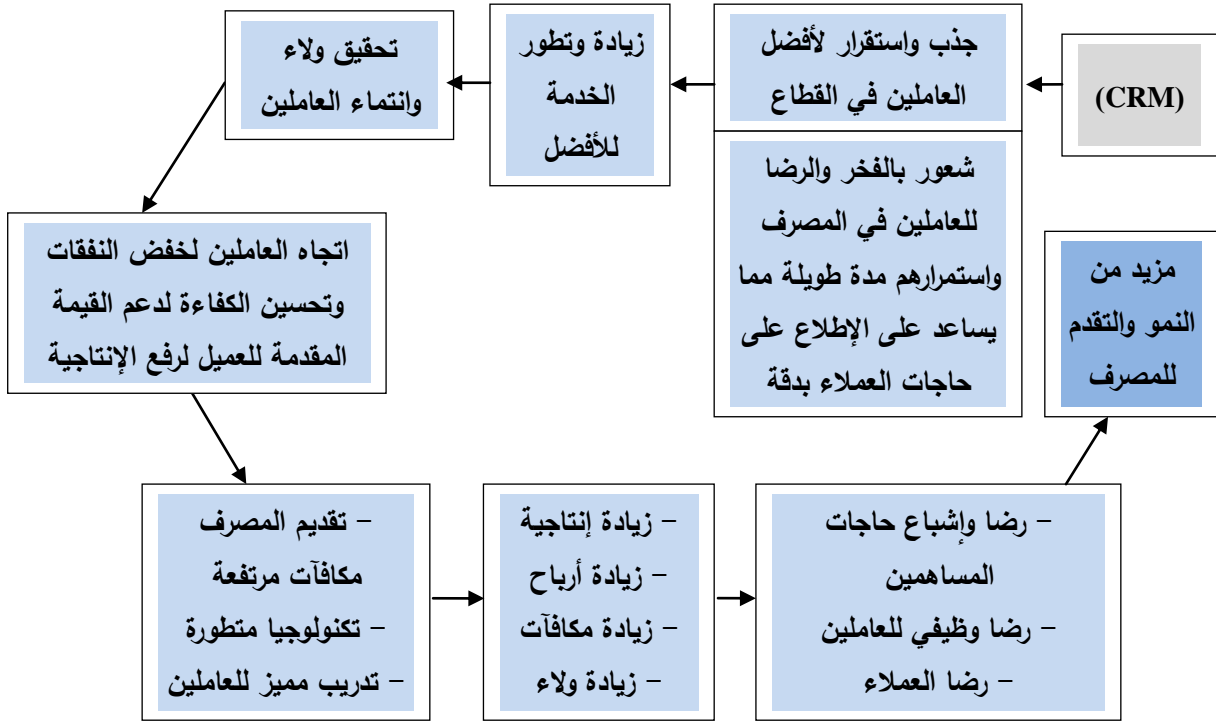 (CRM)
جذب واستقرار لأفضل
العاملين في القطاع
شعور بالفخر والرضا
للعاملين في المصرف
واستمرارهم مدة طويلة مما
يساعد على الإطلاع على
حاجات العملاء بدقة
زيادة وتطور
الخدمة
للأفضل
تحقيق ولاء
وانتماء العاملين
اتجاه العاملين لخفض النفقات
وتحسين الكفاءة لدعم القيمة
المقدمة للعميل لرفع الإنتاجية
– تقديم المصرف
مكافآت مرتفعة
– تكنولوجيا متطورة
– تدريب مميز للعاملين
– زيادة إنتاجية
– زيادة أرباح
– زيادة مكافآت
– زيادة ولاء
– رضا وإشباع حاجات
المساهمين
– رضا وظيفي للعاملين
– رضا العملاء
مزيد من
النمو والتقدم
للمصرف